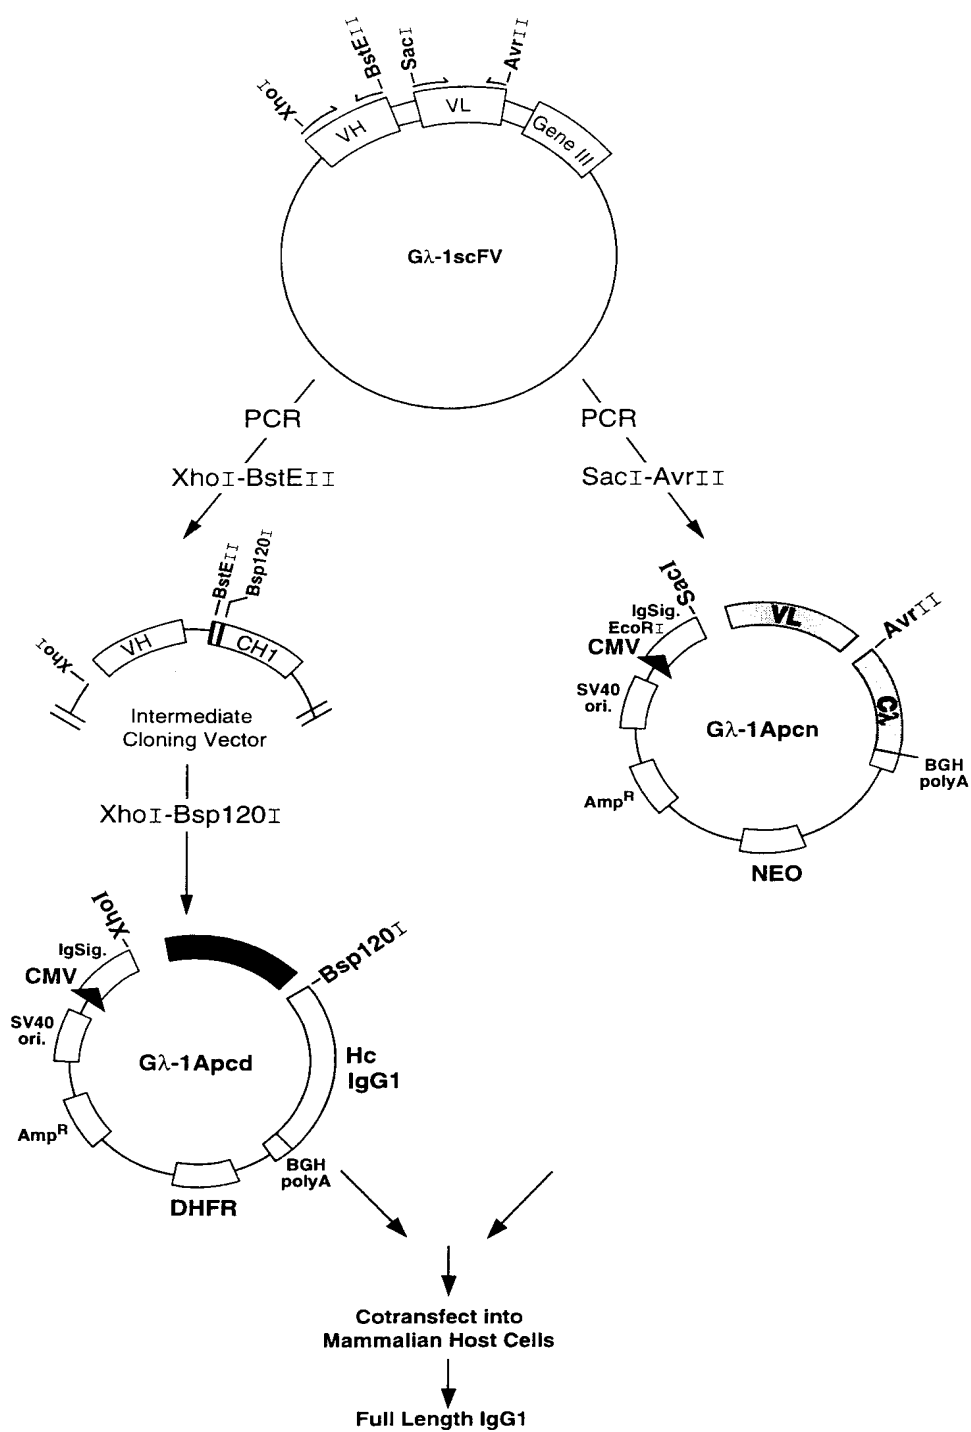 XhoI
BstEII
SacI
AvrII
VH
VL
Gene III
Gλ-1scFV
PCR
PCR
XhoI-BstEII
SacI-AvrII
BstEII
Bsp120I
XhoI
VH
CH1
Intermediate
Cloning Vector
XhoI-Bsp120I
SacI
IgSig.
EcoRI
CMV
SV40
ori.
VL
AvrII
Cλ
Gλ-1Apcn
BGH
polyA
AmpR
NEO
XhoI
IgSig.
CMV
SV40
ori.
Bsp120I
Gλ-1Apcd
Hc
IgG1
AmpR
BGH
polyA
DHFR
Cotransfect into
Mammalian Host Cells
Full Length IgG1